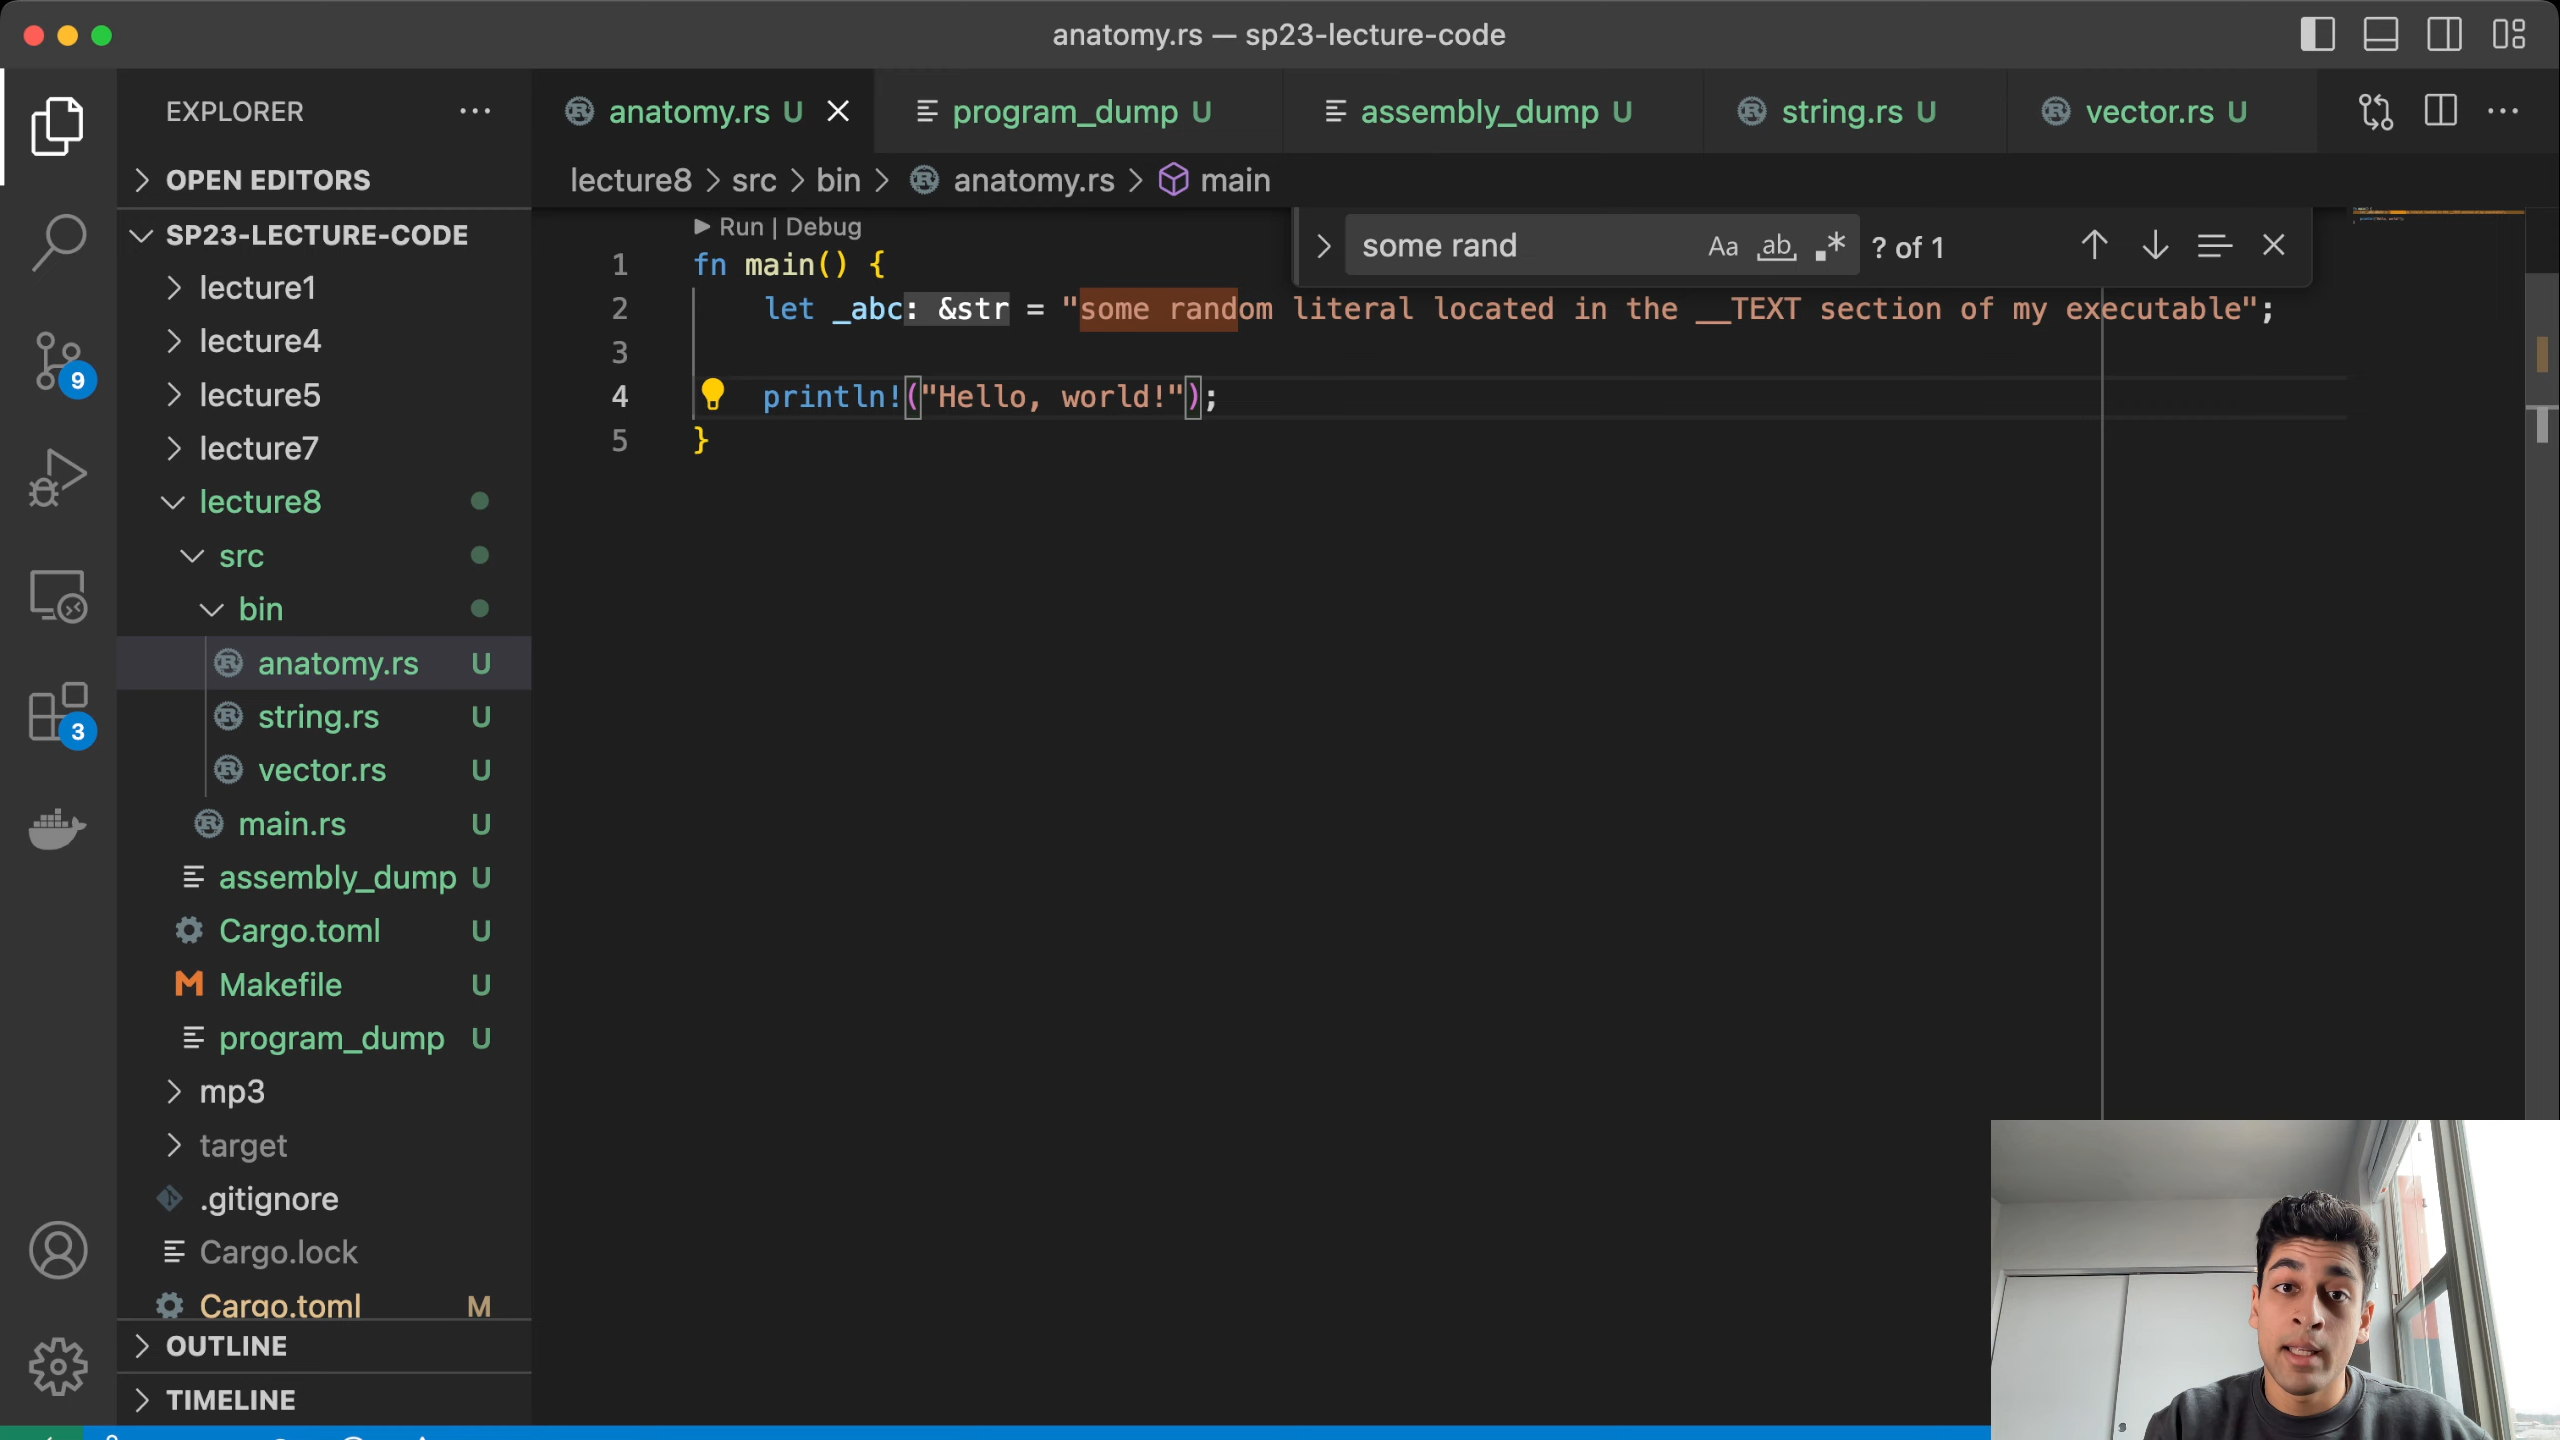 anatomy.rs — sp23-lecture-code
EXPLORER
anatomy.rs U
program_dump U
assembly_dump U
string.rs U
vector.rs U
OPEN EDITORS
lecture8 > src > bin > anatomy.rs > main
SP23-LECTURE-CODE
lecture1
lecture4
lecture5
lecture7
lecture8
src
bin
anatomy.rs U
string.rs U
vector.rs U
main.rs U
assembly_dump U
Cargo.toml U
Makefile U
program_dump U
mp3
target
.gitignore
Cargo.lock
Cargo.toml M
OUTLINE
TIMELINE
9
3
Run | Debug
some rand Aa ab .* ? of 1
1 fn main() {
2 let _abc: &str = "some random literal located in the __TEXT section of my executable";
3
4 println!("Hello, world!");
5 }